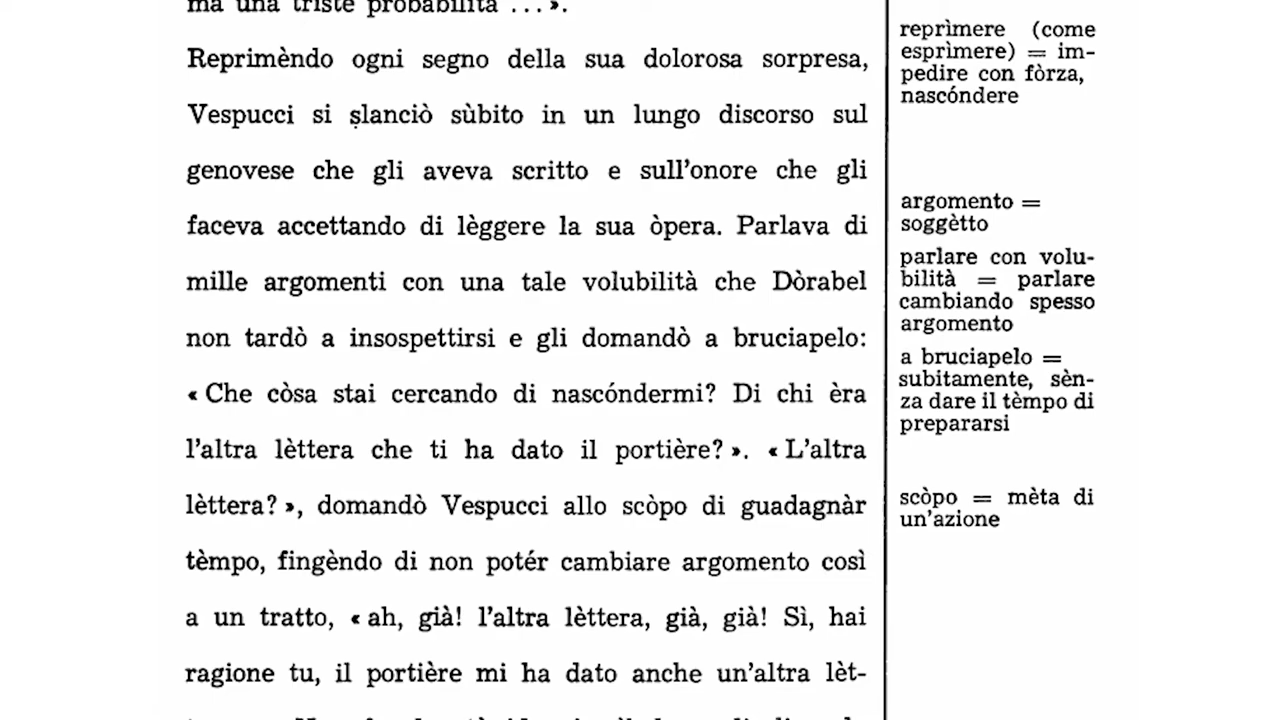 ma una triste probabilità ...».
Reprimèndo ogni segno della sua dolorosa sorpresa,
Vespucci si ṣlanciò sùbito in un lungo discorso sul
genovese che gli aveva scritto e sull'onore che gli
faceva accettando di lèggere la sua òpera. Parlava di
mille argomenti con una tale volubilità che Dòrabel
non tardò a insospettirsi e gli domandò a bruciapelo:
« Che còsa stai cercando di nascóndermi? Di chi èra
l'altra lèttera che ti ha dato il portière? ». « L'altra
lèttera? », domandò Vespucci allo scòpo di guadagnàr
tèmpo, fingèndo di non potér cambiare argomento così
a un tratto, « ah, già! l'altra lèttera, già, già! Sì, hai
ragione tu, il portière mi ha dato anche un'altra lèt-
reprìmere (come
esprìmere) = im-
pedire con fòrza,
nascóndere
argomento =
soggètto
parlare con volu-
bilità = parlare
cambiando spesso
argomento
a bruciapelo =
subitamente, sèn-
za dare il tèmpo di
prepararsi
scòpo = mèta di
un'azione